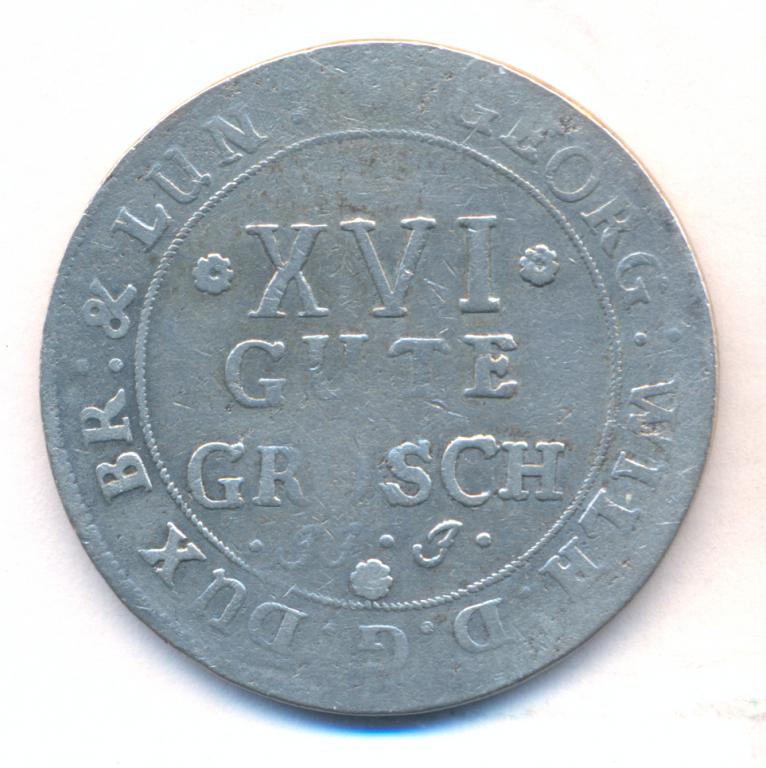 GEORG: WILH D. G. DUX BR: & LUN.
XVI
GUTE
GROSCH